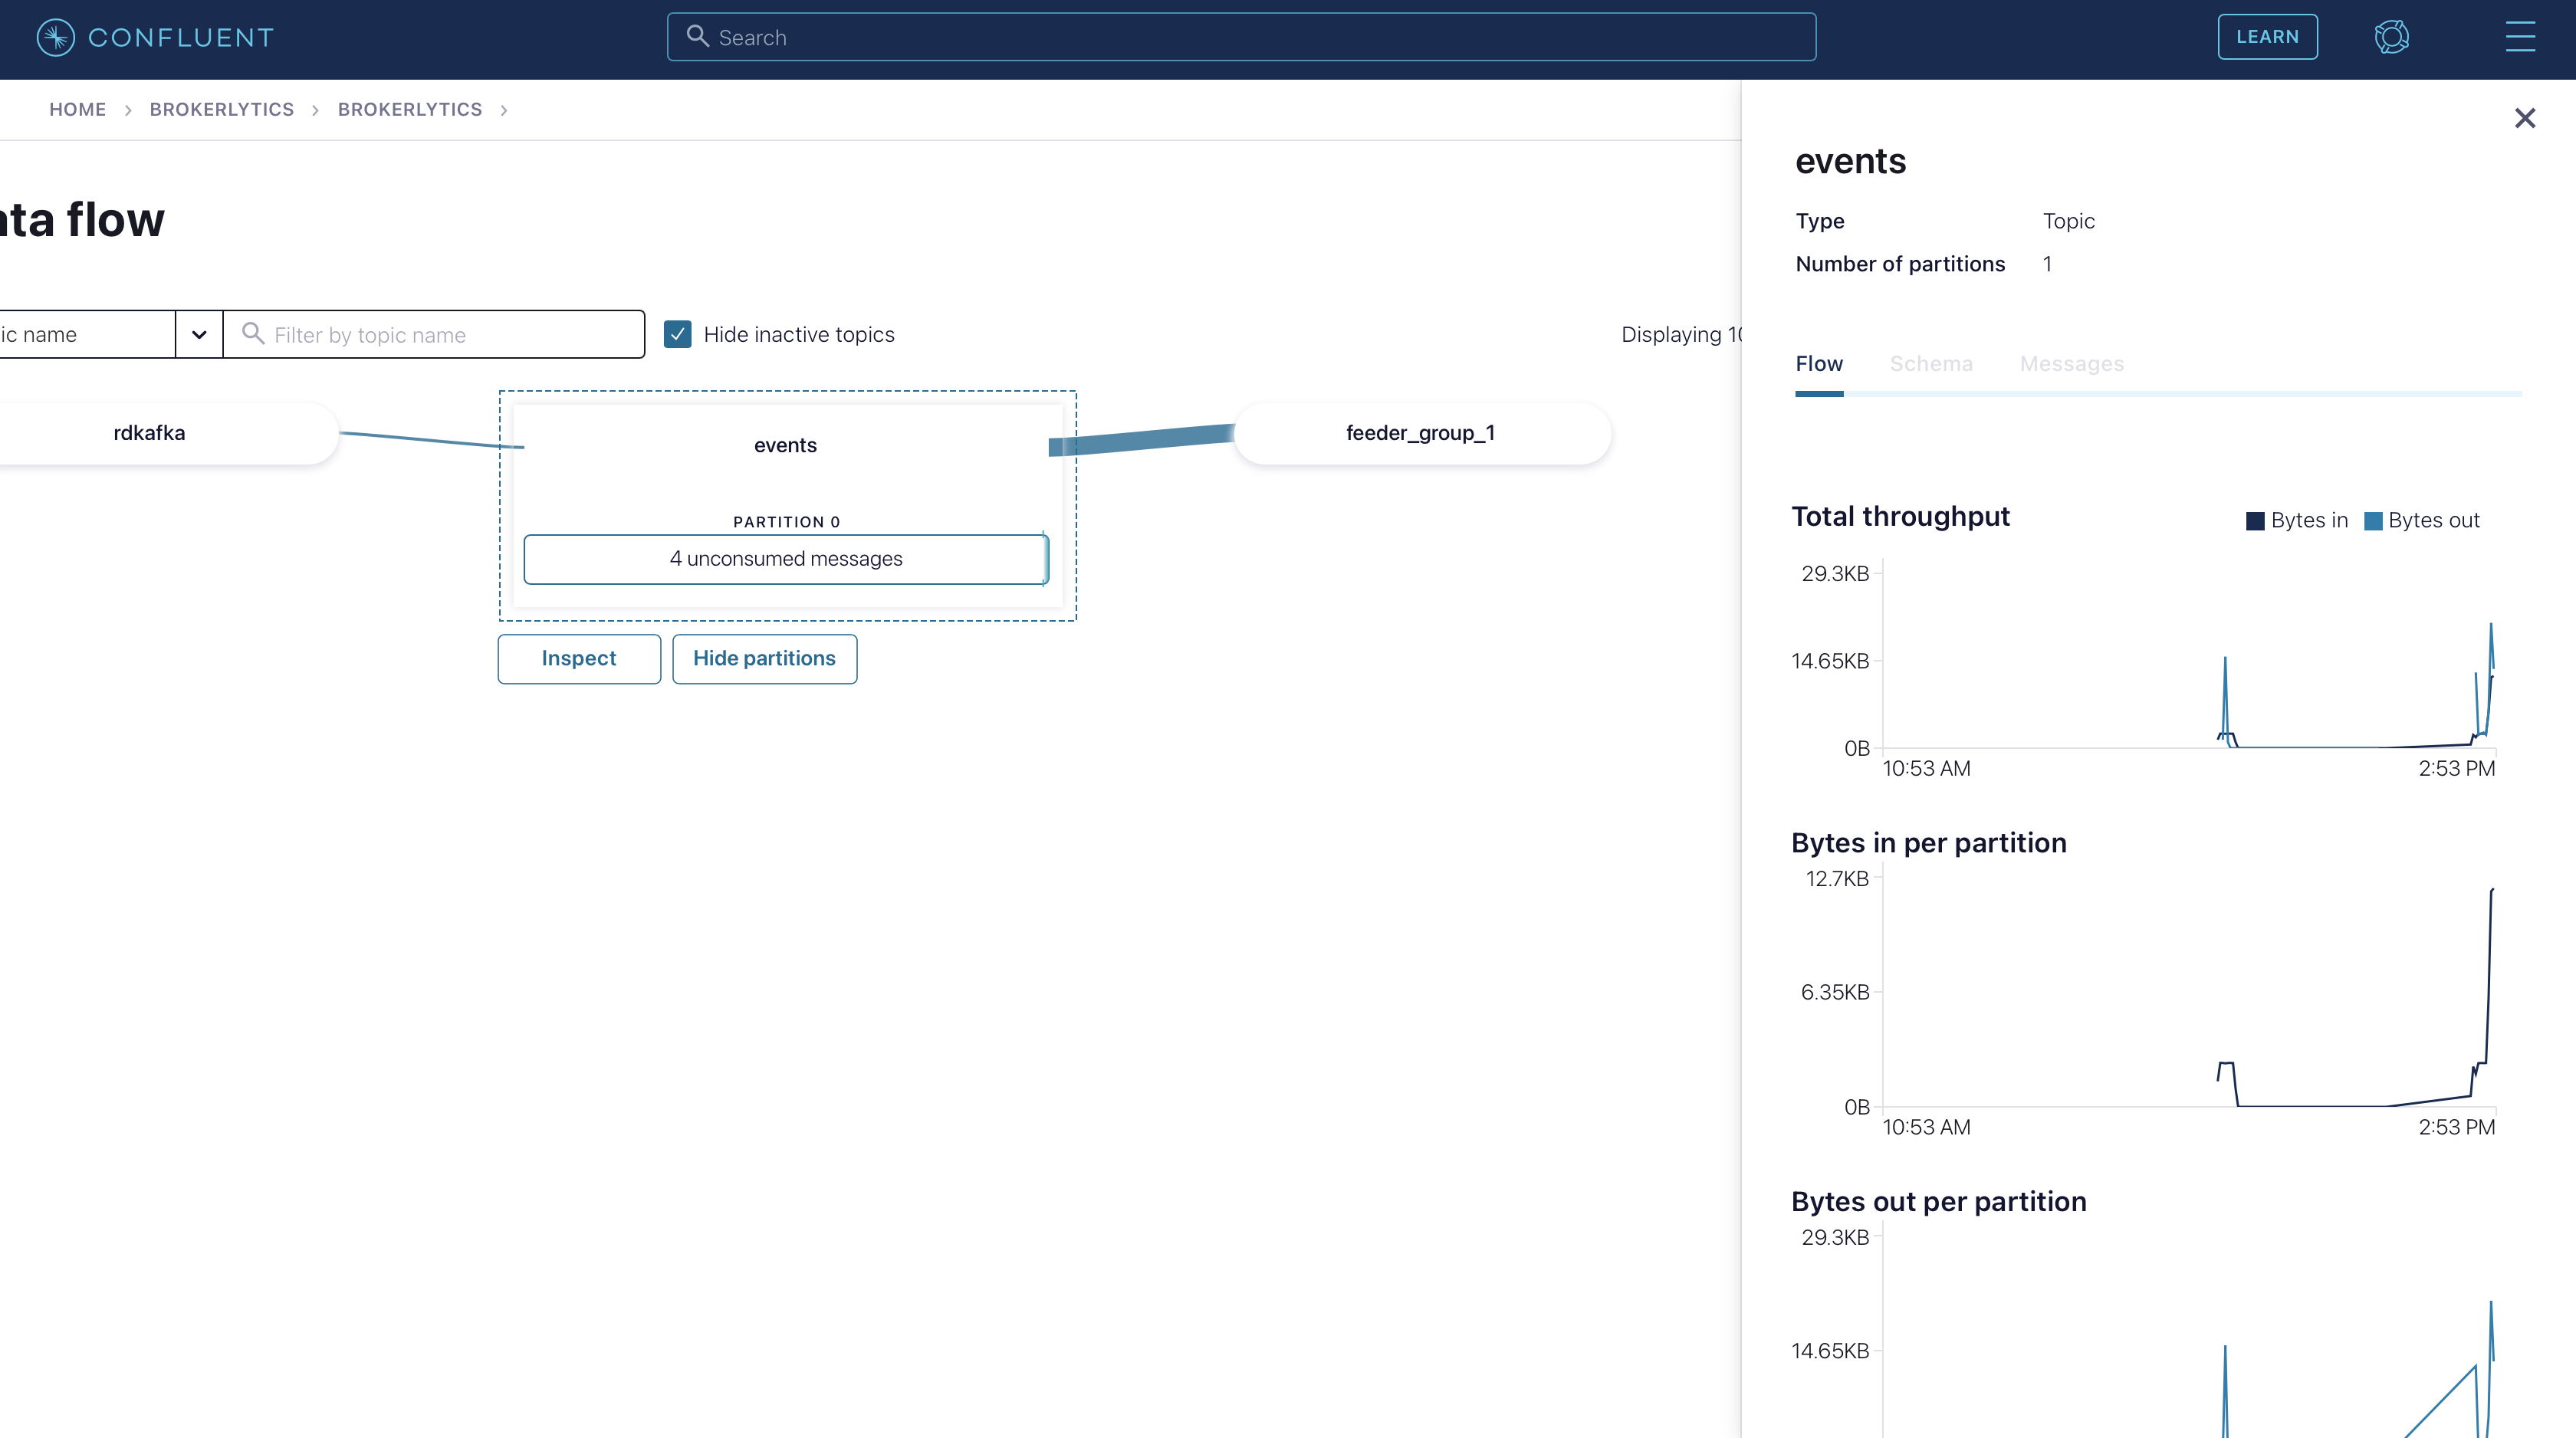 CONFLUENT
Search
LEARN
HOME
BROKERLYTICS
BROKERLYTICS
ata flow
ic name
Filter by topic name
Hide inactive topics
Displaying 10
rdkafka
events
PARTITION 0
4 unconsumed messages
feeder_group_1
Inspect
Hide partitions
events
Type Topic
Number of partitions 1
Flow Schema Messages
Total throughput
Bytes in Bytes out
29.3KB
14.65KB
0B
10:53 AM 2:53 PM
Bytes in per partition
12.7KB
6.35KB
0B
10:53 AM 2:53 PM
Bytes out per partition
29.3KB
14.65KB